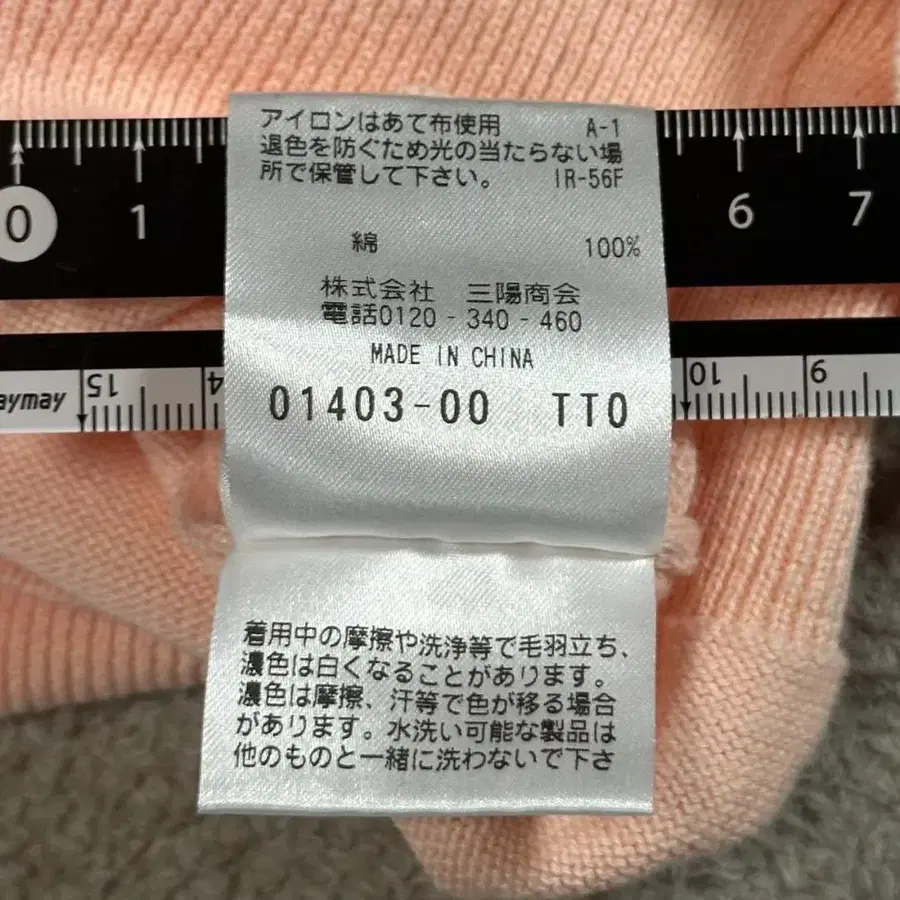 アイロンはあて布使用 A-1
退色を防ぐため光の当たらない場
所で保管して下さい。 IR-56F
綿 100%
株式会社 三陽商会
電話0120-340-460
MADE IN CHINA
01403-00 TTO
着用中の摩擦や洗浄等で毛羽立ち、
濃色は白くなることがあります。
濃色は摩擦、汗等で色が移る場合
があります。水洗い可能な製品は
他のものと一緒に洗わないで下さ
0 1 6 7
aymay 15 14 10 9